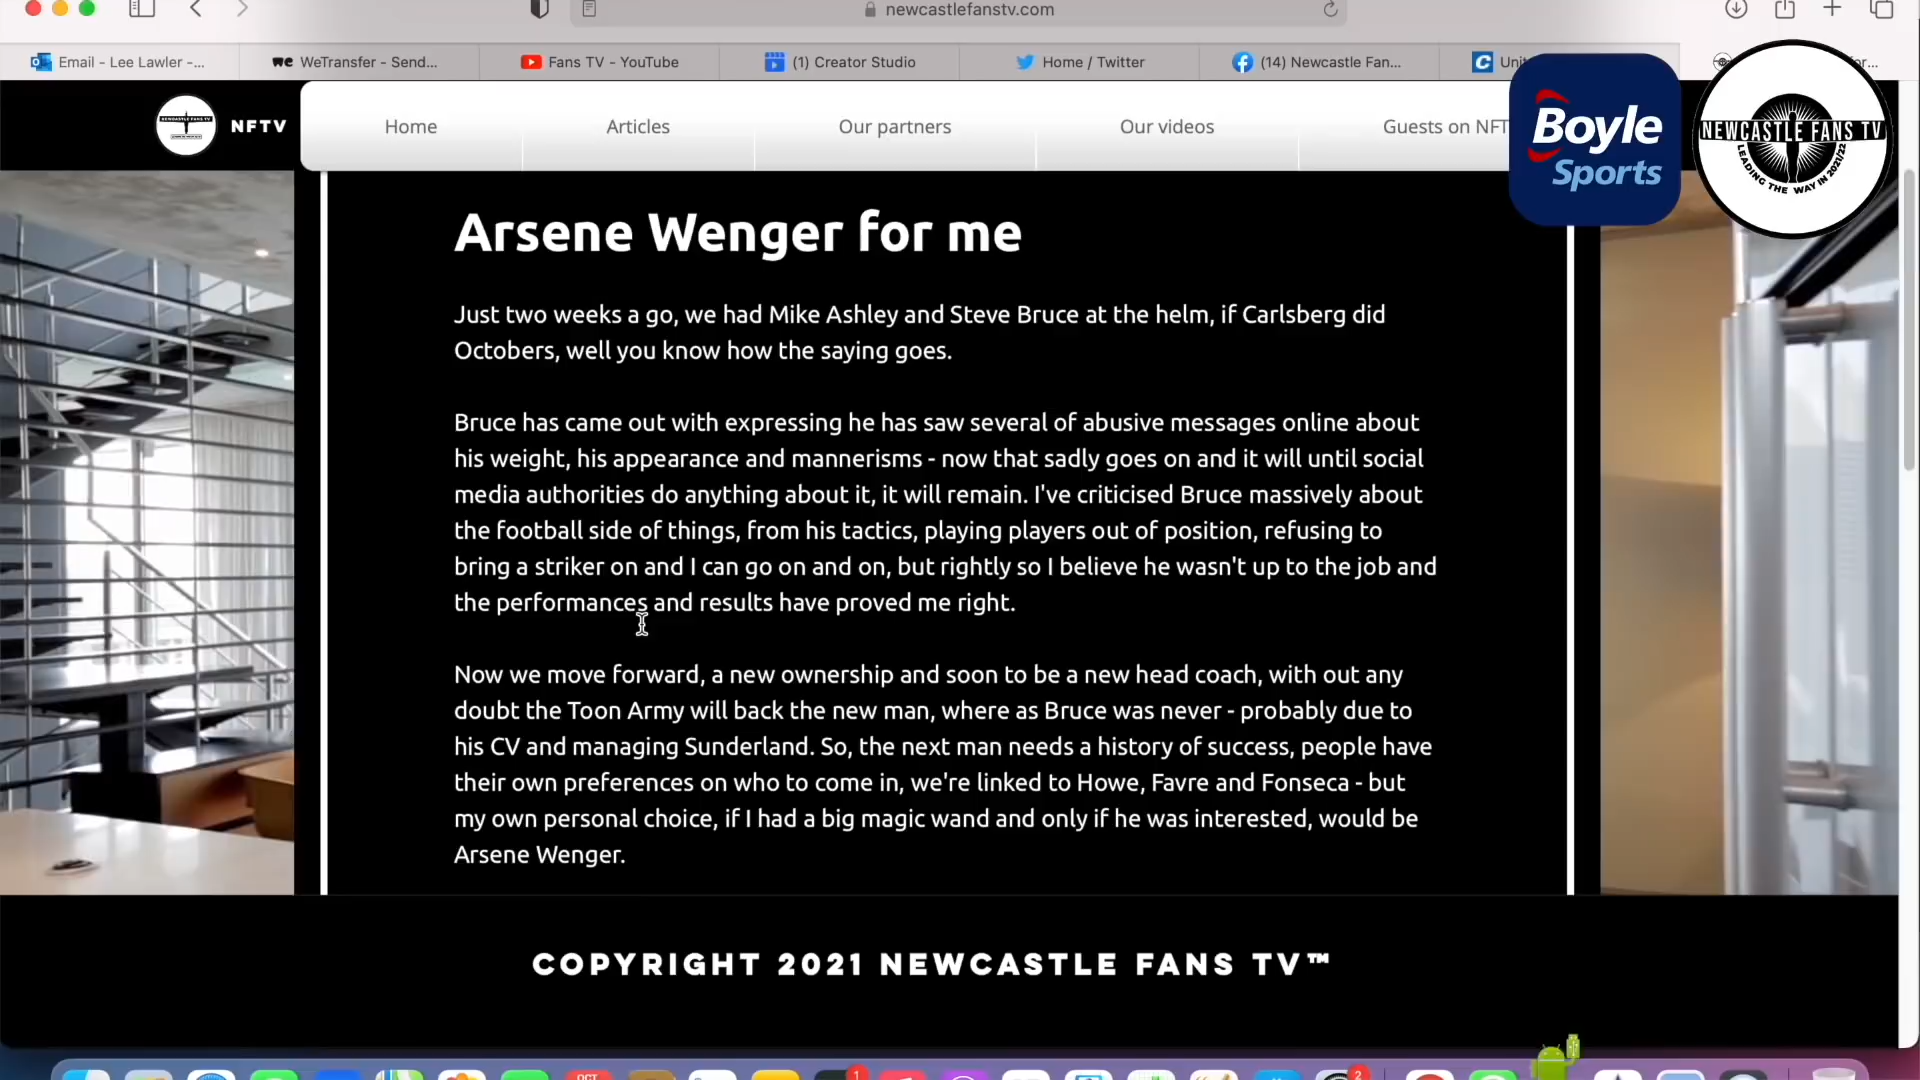 newcastlefanstv.com
Email - Lee Lawler -...
WeTransfer - Send...
Fans TV - YouTube
(1) Creator Studio
Home / Twitter
(14) Newcastle Fan...
NFTV
Home
Articles
Our partners
Our videos
Guests on NFT
Boyle
Sports
NEWCASTLE FANS TV
LEADING THE WAY IN 2021/22
Arsene Wenger for me
Just two weeks a go, we had Mike Ashley and Steve Bruce at the helm, if Carlsberg did
Octobers, well you know how the saying goes.
Bruce has came out with expressing he has saw several of abusive messages online about
his weight, his appearance and mannerisms - now that sadly goes on and it will until social
media authorities do anything about it, it will remain. I've criticised Bruce massively about
the football side of things, from his tactics, playing players out of position, refusing to
bring a striker on and I can go on and on, but rightly so I believe he wasn't up to the job and
the performances and results have proved me right.
Now we move forward, a new ownership and soon to be a new head coach, with out any
doubt the Toon Army will back the new man, where as Bruce was never - probably due to
his CV and managing Sunderland. So, the next man needs a history of success, people have
their own preferences on who to come in, we're linked to Howe, Favre and Fonseca - but
my own personal choice, if I had a big magic wand and only if he was interested, would be
Arsene Wenger.
COPYRIGHT 2021 NEWCASTLE FANS TV™
OCT
1
2